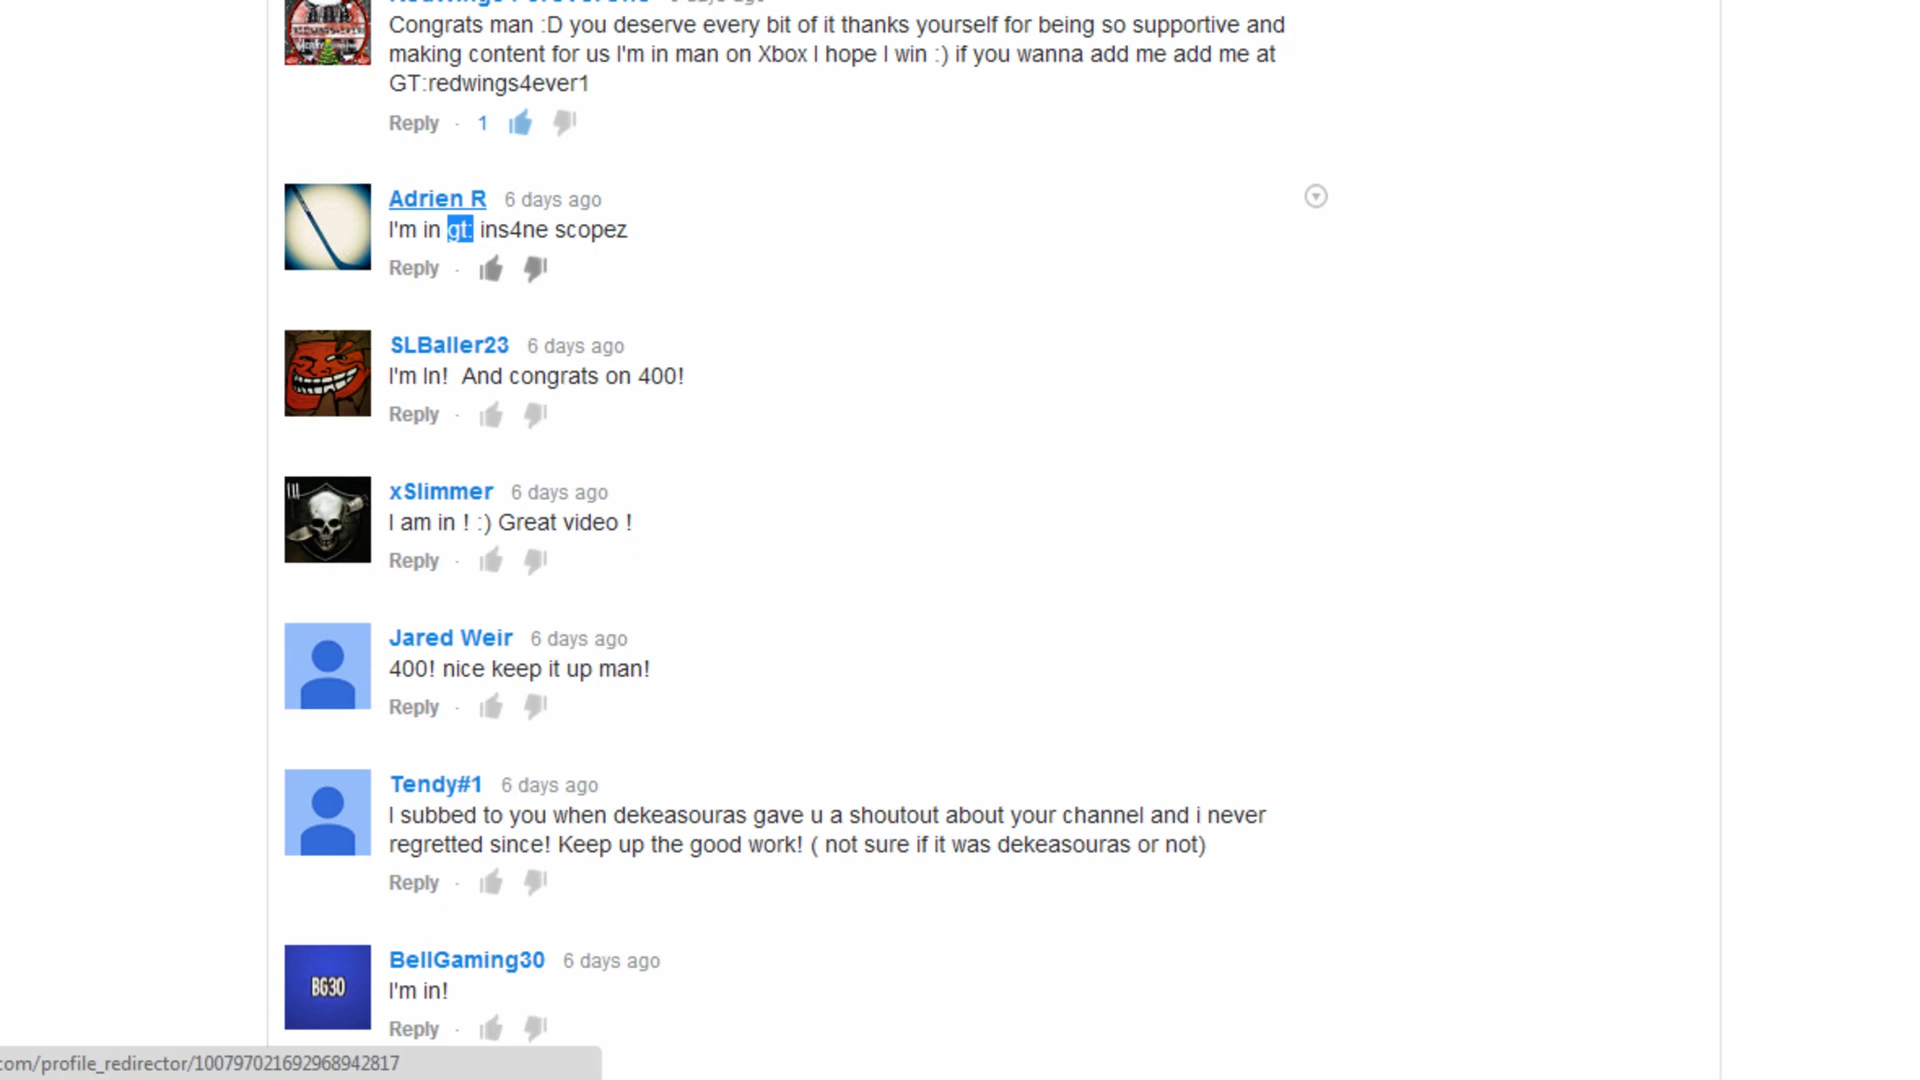 Congrats man :D you deserve every bit of it thanks yourself for being so supportive and
making content for us I'm in man on Xbox I hope I win :) if you wanna add me add me at
GT:redwings4ever1
Reply · 1
Adrien R 6 days ago
I'm in gt: ins4ne scopez
Reply ·
SLBaller23 6 days ago
I'm In!  And congrats on 400!
Reply ·
xSlimmer 6 days ago
I am in ! :) Great video !
Reply ·
Jared Weir 6 days ago
400! nice keep it up man!
Reply ·
Tendy#1 6 days ago
I subbed to you when dekeasouras gave u a shoutout about your channel and i never
regretted since! Keep up the good work! ( not sure if it was dekeasouras or not)
Reply ·
BG30
BellGaming30 6 days ago
I'm in!
Reply ·
com/profile_redirector/100797021692968942817